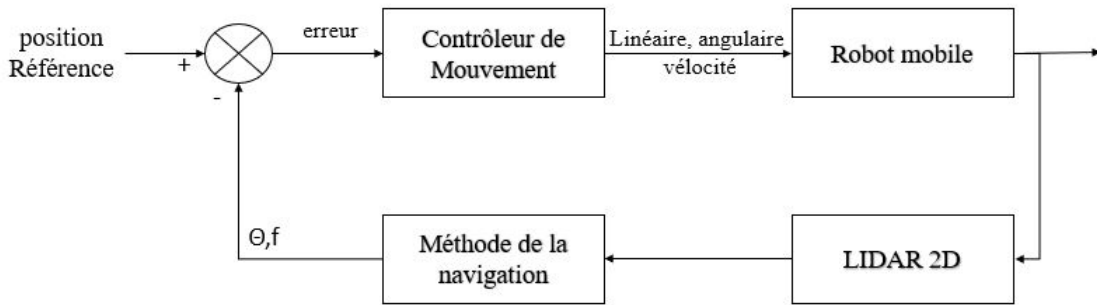 position
Référence
+
-
erreur
Contrôleur de
Mouvement
Linéaire, angulaire
vélocité
Robot mobile
Θ,f
Méthode de la
navigation
LIDAR 2D